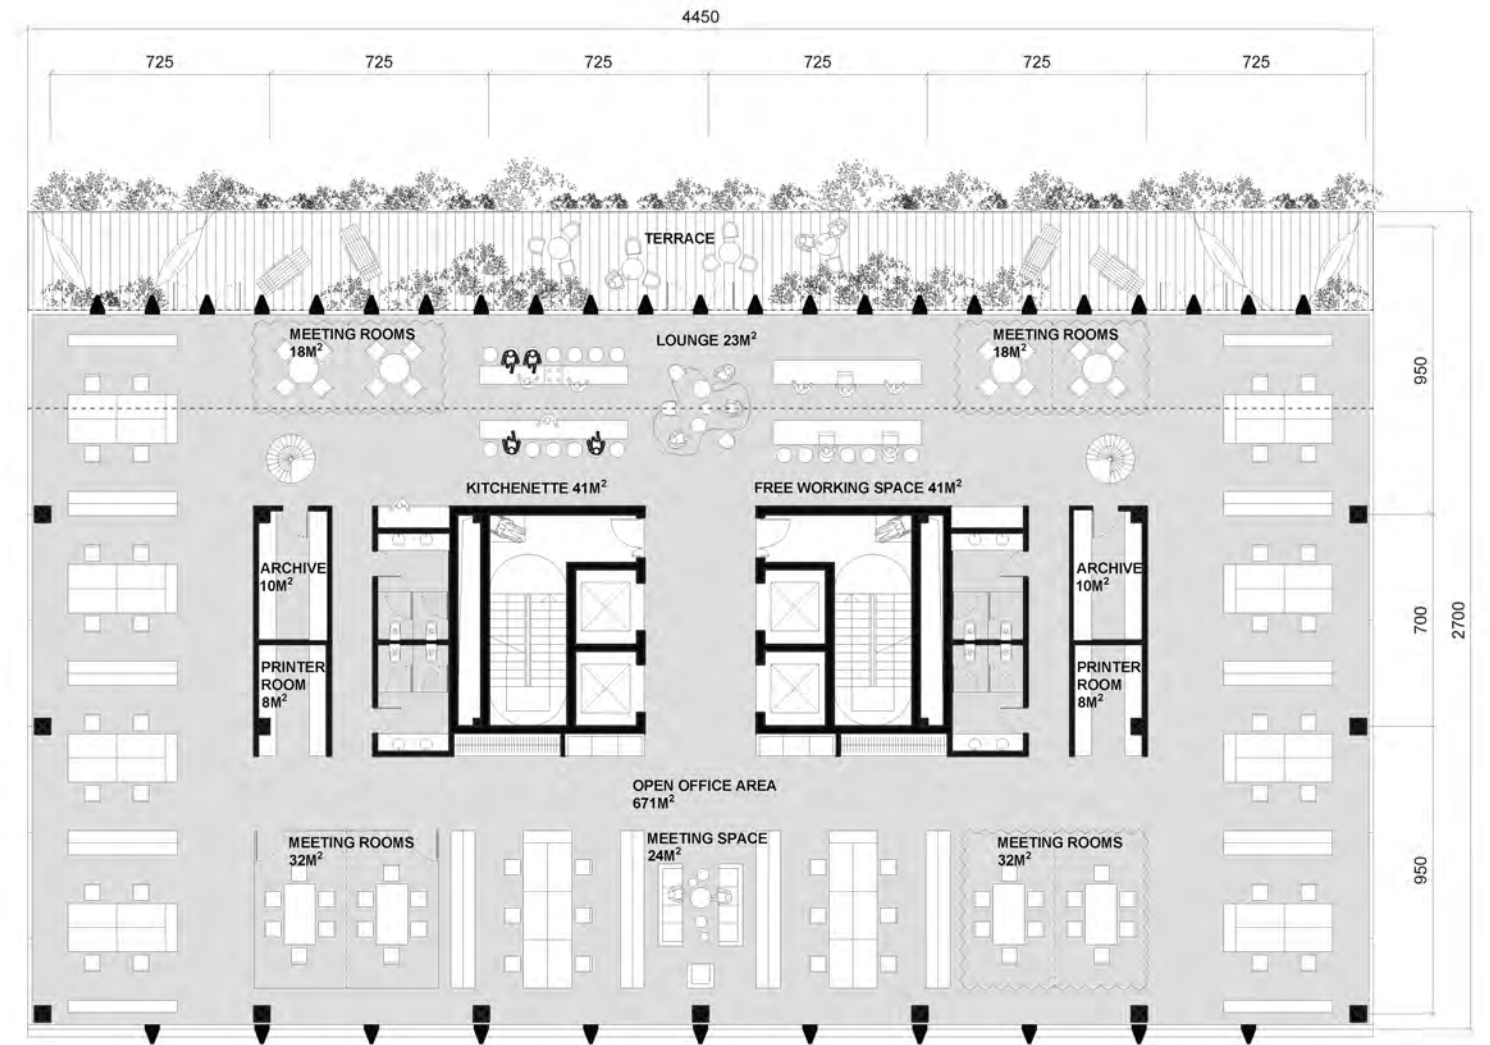 4450
725 725 725 725 725 725
TERRACE
MEETING ROOMS
18M²
LOUNGE 23M²
MEETING ROOMS
18M²
950
KITCHENETTE 41M²
FREE WORKING SPACE 41M²
ARCHIVE
10M²
ARCHIVE
10M²
700
2700
PRINTER
ROOM
8M²
PRINTER
ROOM
8M²
OPEN OFFICE AREA
671M²
MEETING ROOMS
32M²
MEETING SPACE
24M²
MEETING ROOMS
32M²
950